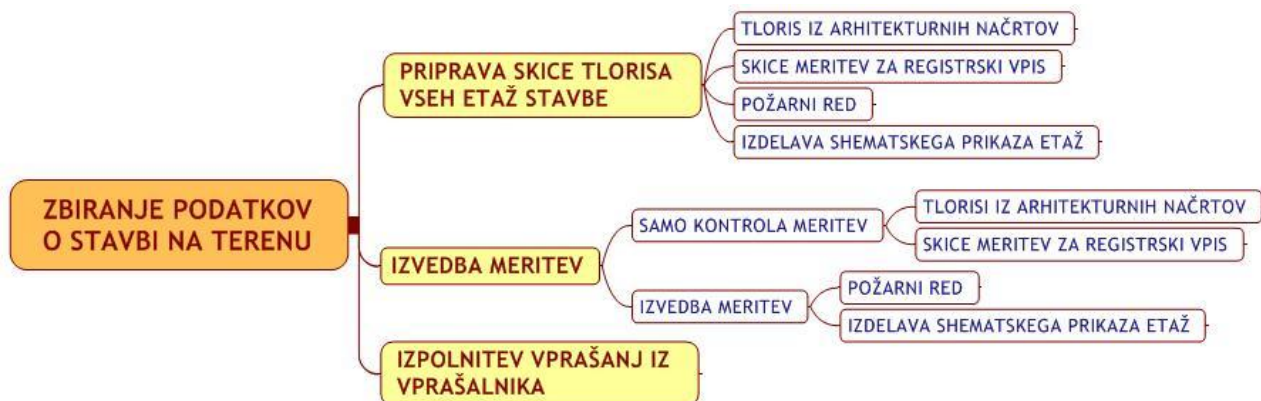 ZBIRANJE PODATKOV
O STAVBI NA TERENU
PRIPRAVA SKICE TLORISA
VSEH ETAŽ STAVBE
TLORIS IZ ARHITEKTURNIH NAČRTOV
SKICE MERITEV ZA REGISTRSKI VPIS
POŽARNI RED
IZDELAVA SHEMATSKEGA PRIKAZA ETAŽ
IZVEDBA MERITEV
SAMO KONTROLA MERITEV
TLORISI IZ ARHITEKTURNIH NAČRTOV
SKICE MERITEV ZA REGISTRSKI VPIS
IZVEDBA MERITEV
POŽARNI RED
IZDELAVA SHEMATSKEGA PRIKAZA ETAŽ
IZPOLNITEV VPRAŠANJ IZ
VPRAŠALNIKA